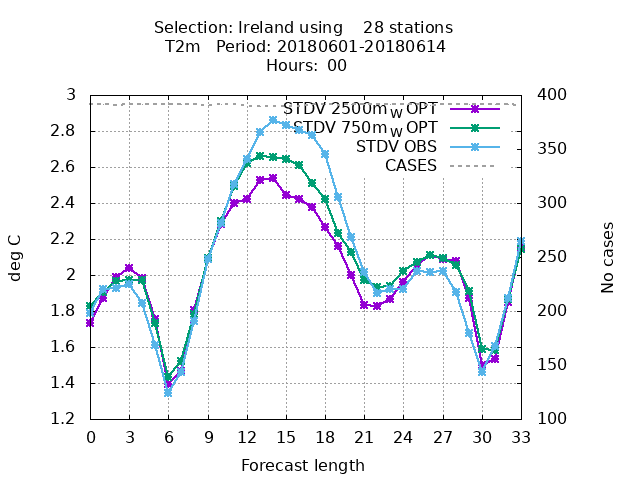 Selection: Ireland using 28 stations
T2m Period: 20180601-20180614
Hours: 00
STDV 2500m_W OPT
STDV 750m_W OPT
STDV OBS
CASES
3
2.8
2.6
2.4
2.2
2
1.8
1.6
1.4
1.2
400
350
300
250
200
150
100
deg C
No cases
0 3 6 9 12 15 18 21 24 27 30 33
Forecast length